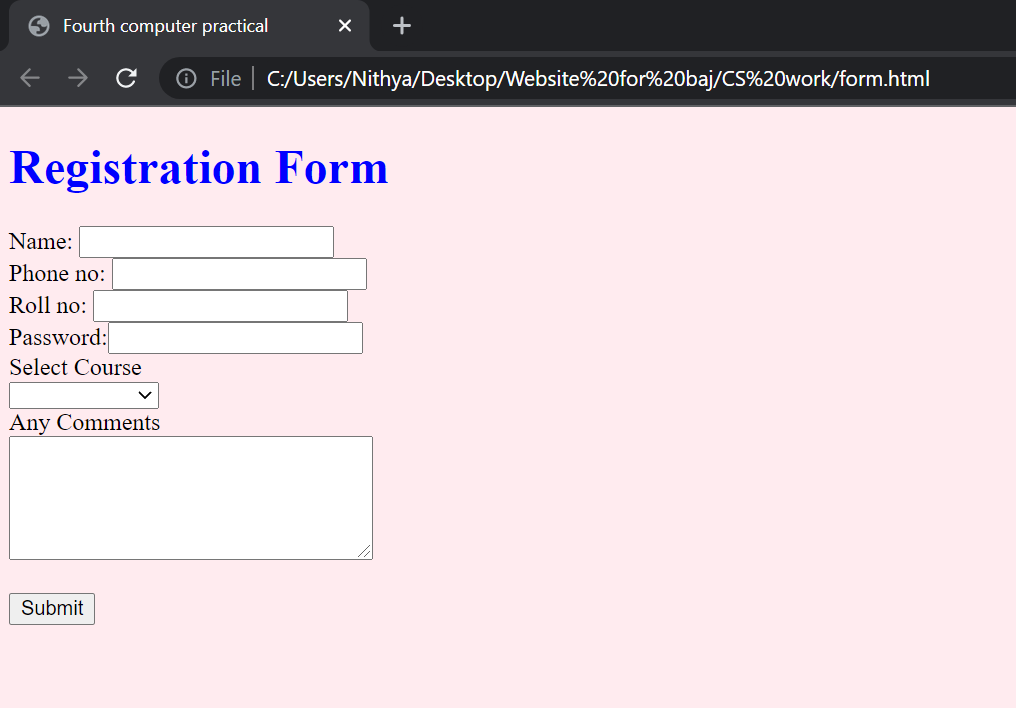 Fourth computer practical
File C:/Users/Nithya/Desktop/Website%20for%20baj/CS%20work/form.html
Registration Form
Name:
Phone no:
Roll no:
Password:
Select Course
Any Comments
Submit